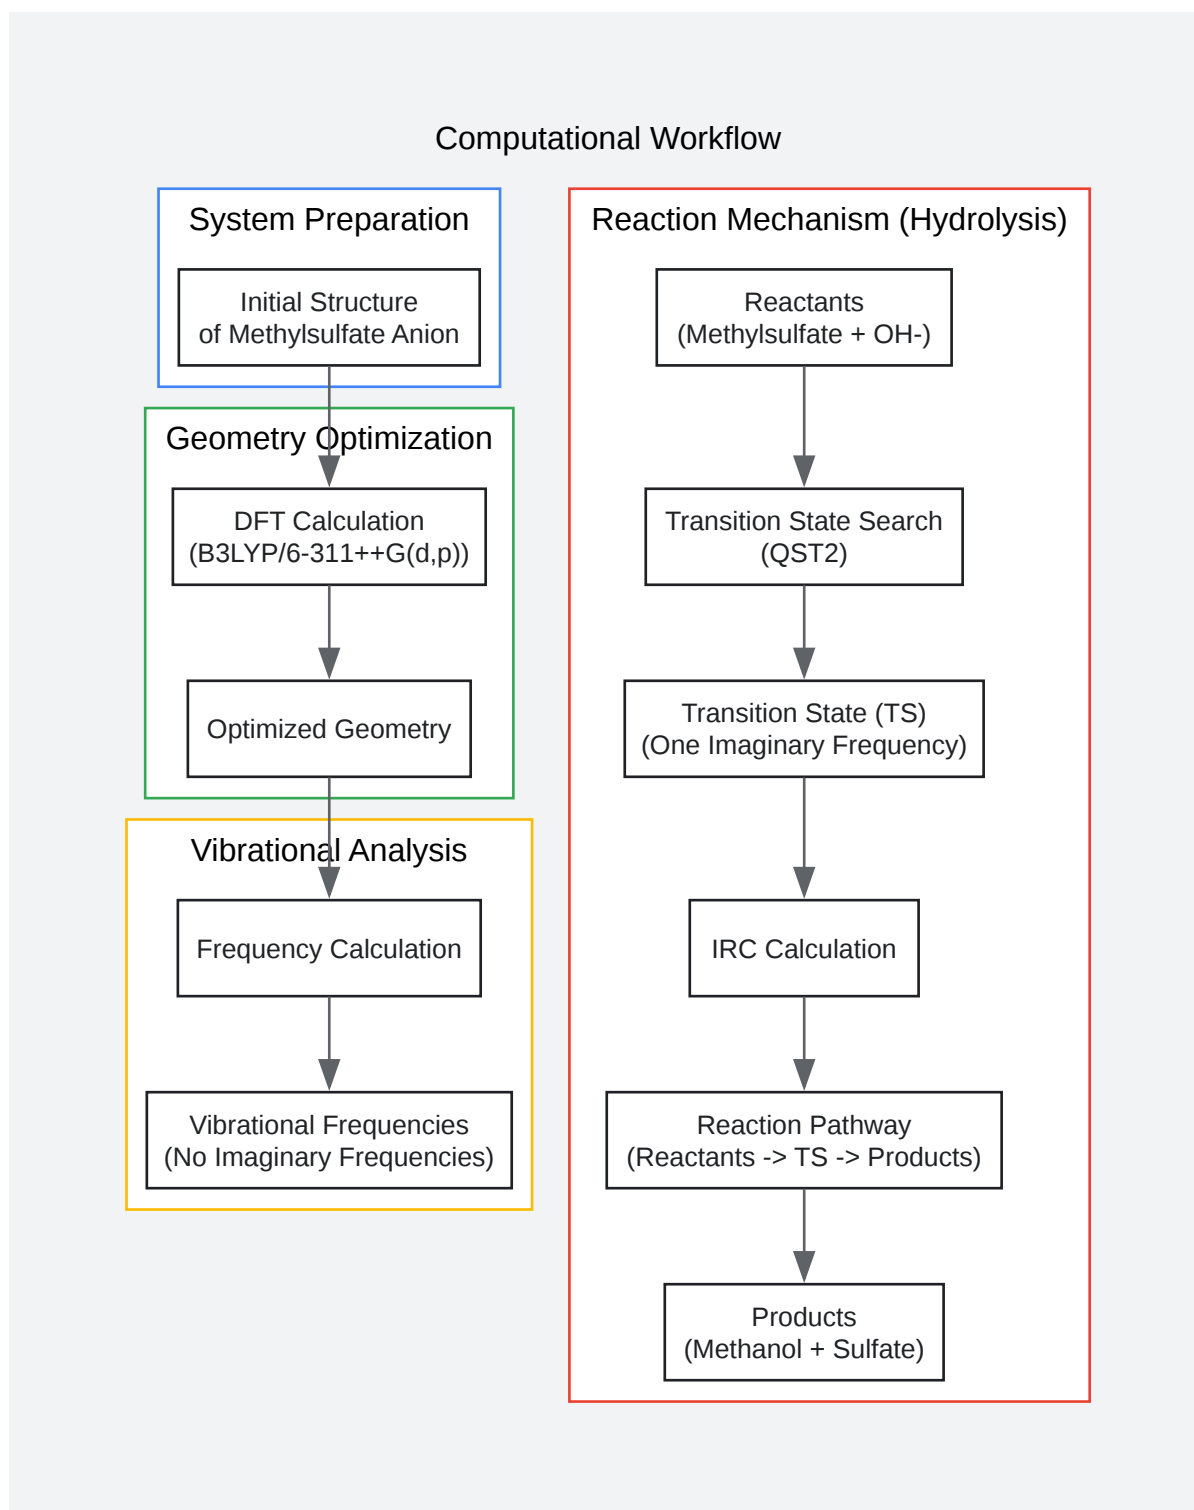 Computational Workflow
System Preparation
Initial Structure
of Methylsulfate Anion
Geometry Optimization
DFT Calculation
(B3LYP/6-311++G(d,p))
Optimized Geometry
Vibrational Analysis
Frequency Calculation
Vibrational Frequencies
(No Imaginary Frequencies)
Reaction Mechanism (Hydrolysis)
Reactants
(Methylsulfate + OH-)
Transition State Search
(QST2)
Transition State (TS)
(One Imaginary Frequency)
IRC Calculation
Reaction Pathway
(Reactants -> TS -> Products)
Products
(Methanol + Sulfate)